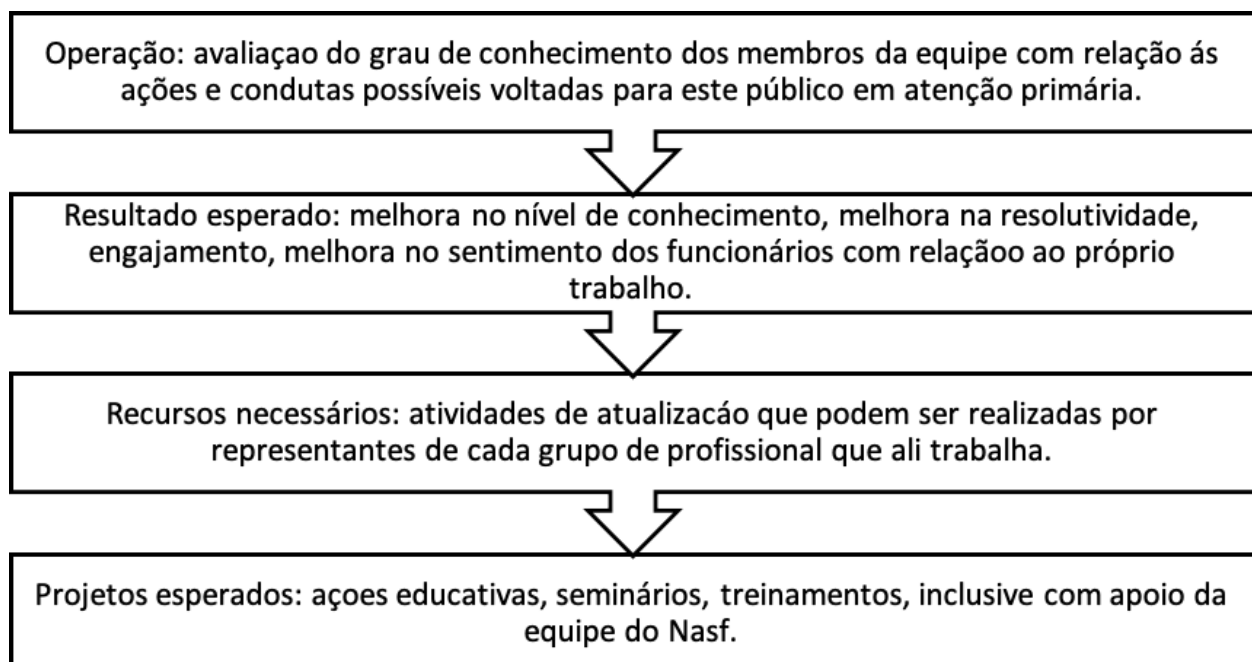 Operação: avaliaçao do grau de conhecimento dos membros da equipe com relação ás
ações e condutas possíveis voltadas para este público em atenção primária.
Resultado esperado: melhora no nível de conhecimento, melhora na resolutividade,
engajamento, melhora no sentimento dos funcionários com relaçãoo ao próprio
trabalho.
Recursos necessários: atividades de atualizacáo que podem ser realizadas por
representantes de cada grupo de profissional que ali trabalha.
Projetos esperados: açoes educativas, seminários, treinamentos, inclusive com apoio da
equipe do Nasf.